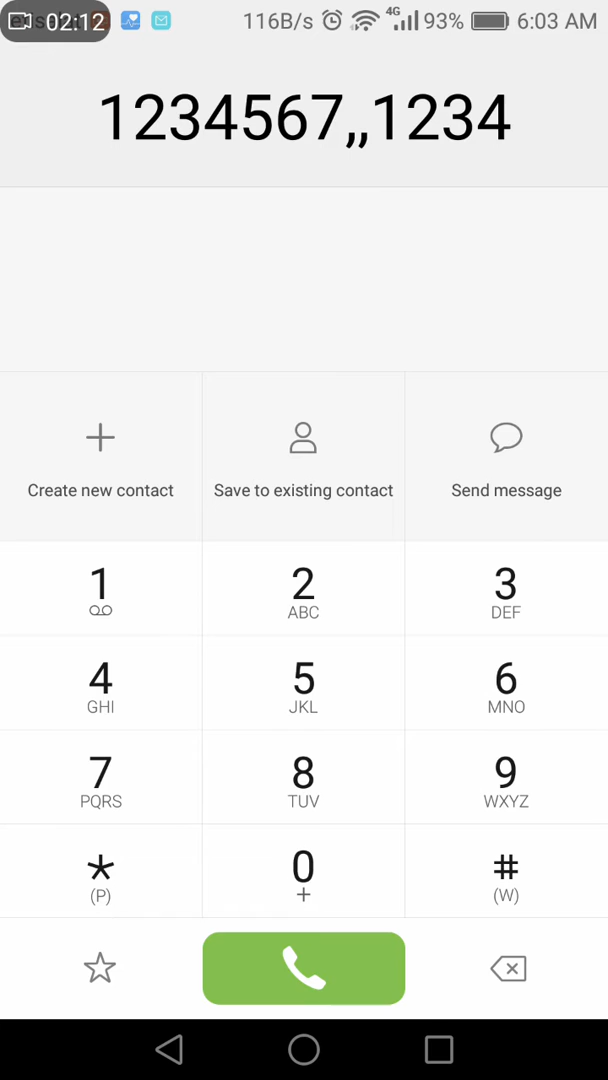 02:12 116B/s 4G 93% 6:03 AM
1234567,,1234
Create new contact Save to existing contact Send message
1 2 3
ABC DEF
4 5 6
GHI JKL MNO
7 8 9
PQRS TUV WXYZ
* 0 #
(P) + (W)